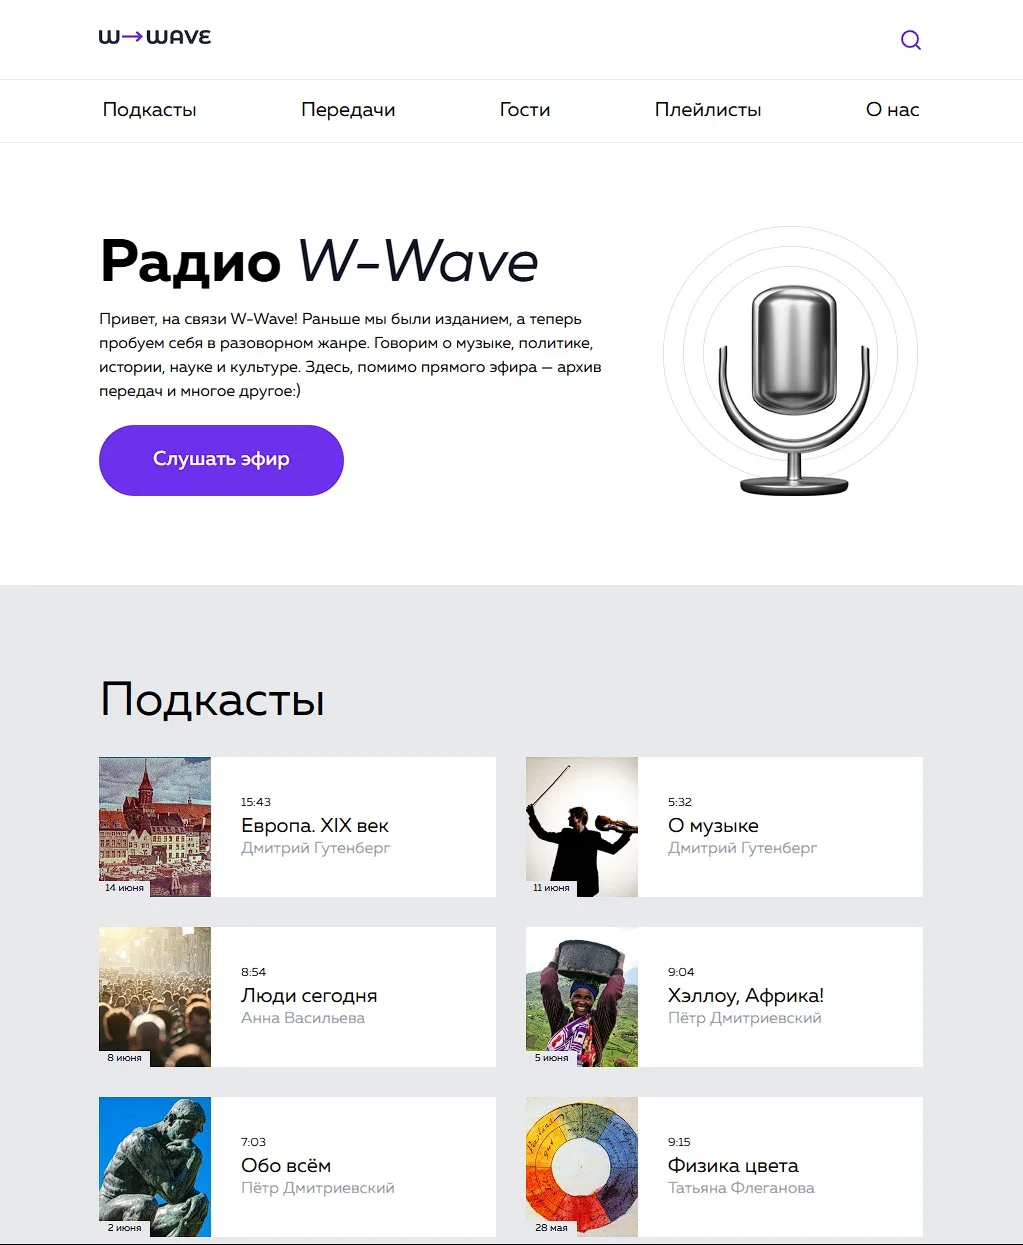 W→WAVE
Подкасты Передачи Гости Плейлисты О нас
Радио W-Wave
Привет, на связи W-Wave! Раньше мы были изданием, а теперь
пробуем себя в разоворном жанре. Говорим о музыке, политике,
истории, науке и культуре. Здесь, помимо прямого эфира — архив
передач и многое другое:)
Слушать эфир
Подкасты
15:43
Европа. XIX век
Дмитрий Гутенберг
14 июня
5:32
О музыке
Дмитрий Гутенберг
11 июня
8:54
Люди сегодня
Анна Васильева
8 июня
9:04
Хэллоу, Африка!
Пётр Дмитриевский
5 июня
7:03
Обо всём
Пётр Дмитриевский
2 июня
9:15
Физика цвета
Татьяна Флеганова
28 мая